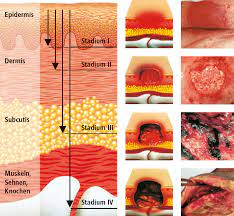 Epidermis
Stadium I
Dermis
Stadium II
Subcutis
Stadium III
Muskeln,
Sehnen,
Knochen
Stadium IV